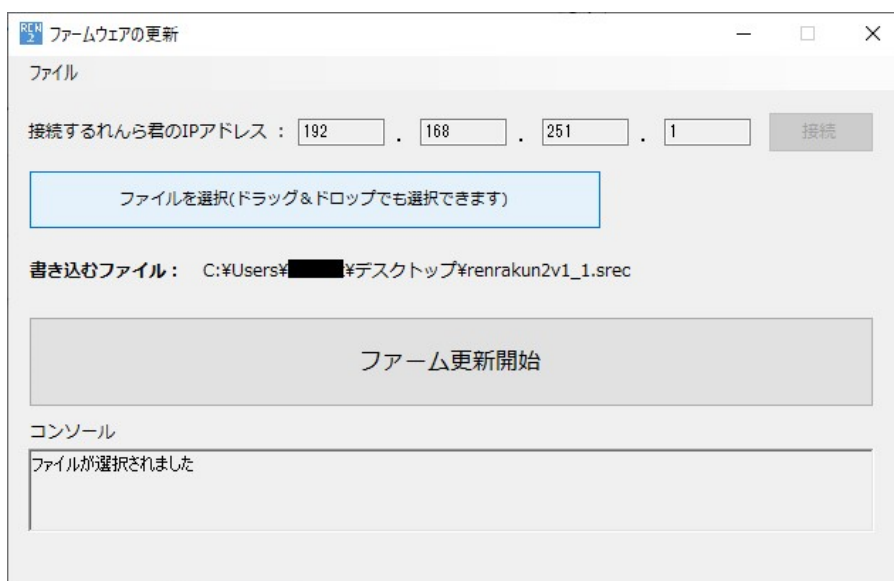 REN2 ファームウェアの更新
ファイル
接続するれんら君のIPアドレス : 192 . 168 . 251 . 1 接続
ファイルを選択(ドラッグ&ドロップでも選択できます)
書き込むファイル : C:¥Users¥ ¥デスクトップ¥renrakun2v1_1.srec
ファーム更新開始
コンソール
ファイルが選択されました